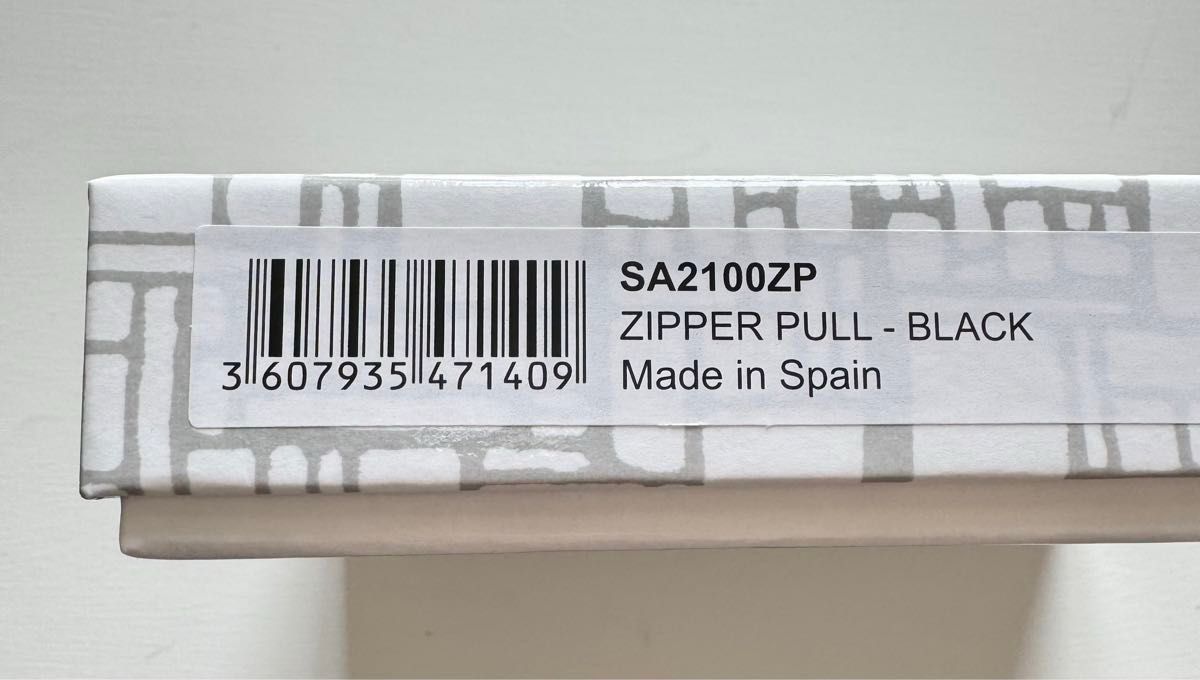 SA2100ZP
ZIPPER PULL - BLACK
Made in Spain
3 607935 471409